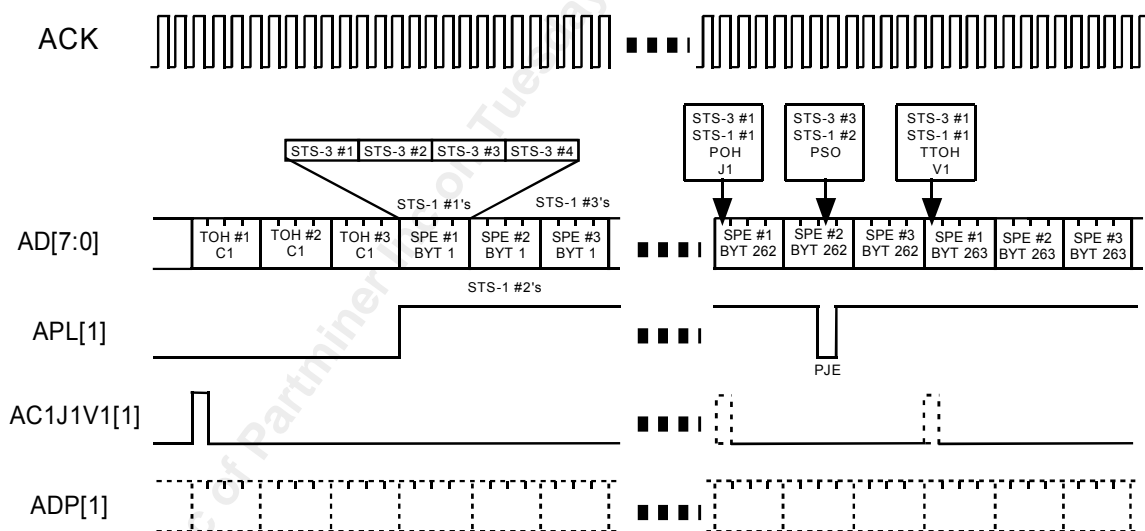 ACK
STS-3 #1
STS-1 #1
POH
J1
STS-3 #3
STS-1 #2
PSO
STS-3 #1
STS-1 #1
TTOH
V1
STS-3 #1 STS-3 #2 STS-3 #3 STS-3 #4
STS-1 #1's STS-1 #3's
AD[7:0]
TOH #1
C1
TOH #2
C1
TOH #3
C1
SPE #1
BYT 1
SPE #2
BYT 1
SPE #3
BYT 1
SPE #1
BYT 262
SPE #2
BYT 262
SPE #3
BYT 262
SPE #1
BYT 263
SPE #2
BYT 263
SPE #3
BYT 263
STS-1 #2's
APL[1]
PJE
AC1J1V1[1]
ADP[1]
c of Partminer Inc on Tuesday